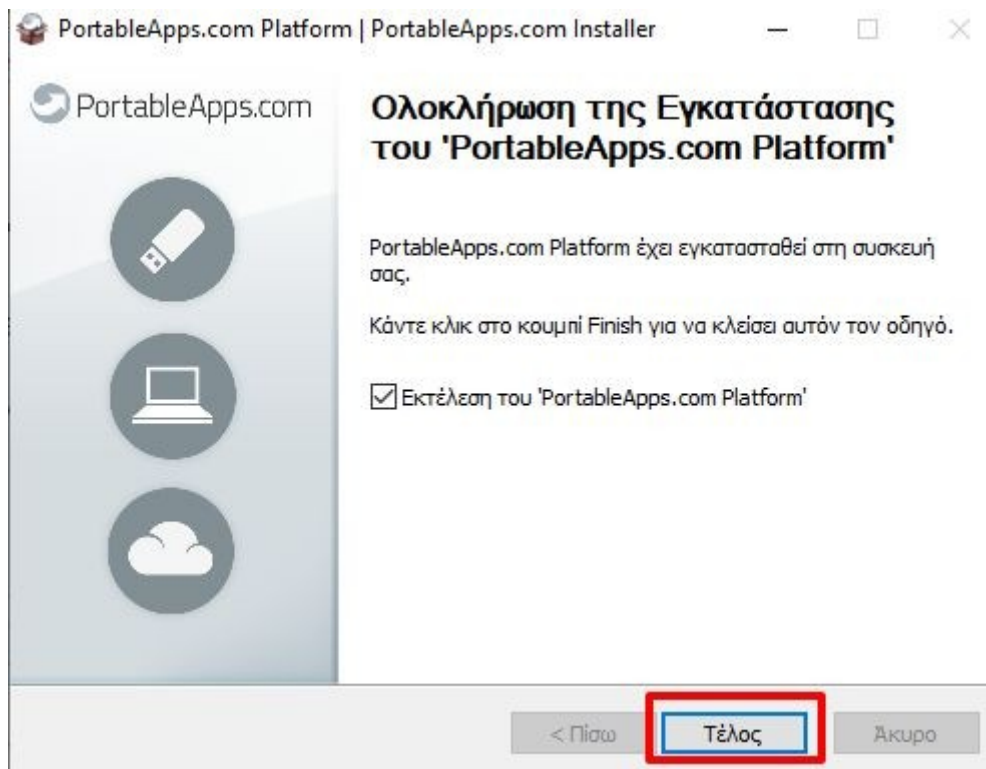 PortableApps.com Platform | PortableApps.com Installer
PortableApps.com
Ολοκλήρωση της Εγκατάστασης
του 'PortableApps.com Platform'
PortableApps.com Platform έχει εγκατασταθεί στη συσκευή
σας.
Κάντε κλικ στο κουμπί Finish για να κλείσει αυτόν τον οδηγό.
Εκτέλεση του 'PortableApps.com Platform'
< Πίσω
Τέλος
Άκυρο